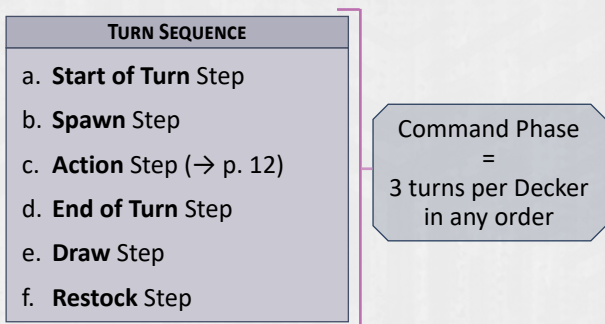 TURN SEQUENCE
a. Start of Turn Step
b. Spawn Step
c. Action Step (→ p. 12)
d. End of Turn Step
e. Draw Step
f. Restock Step
Command Phase
=
3 turns per Decker
in any order